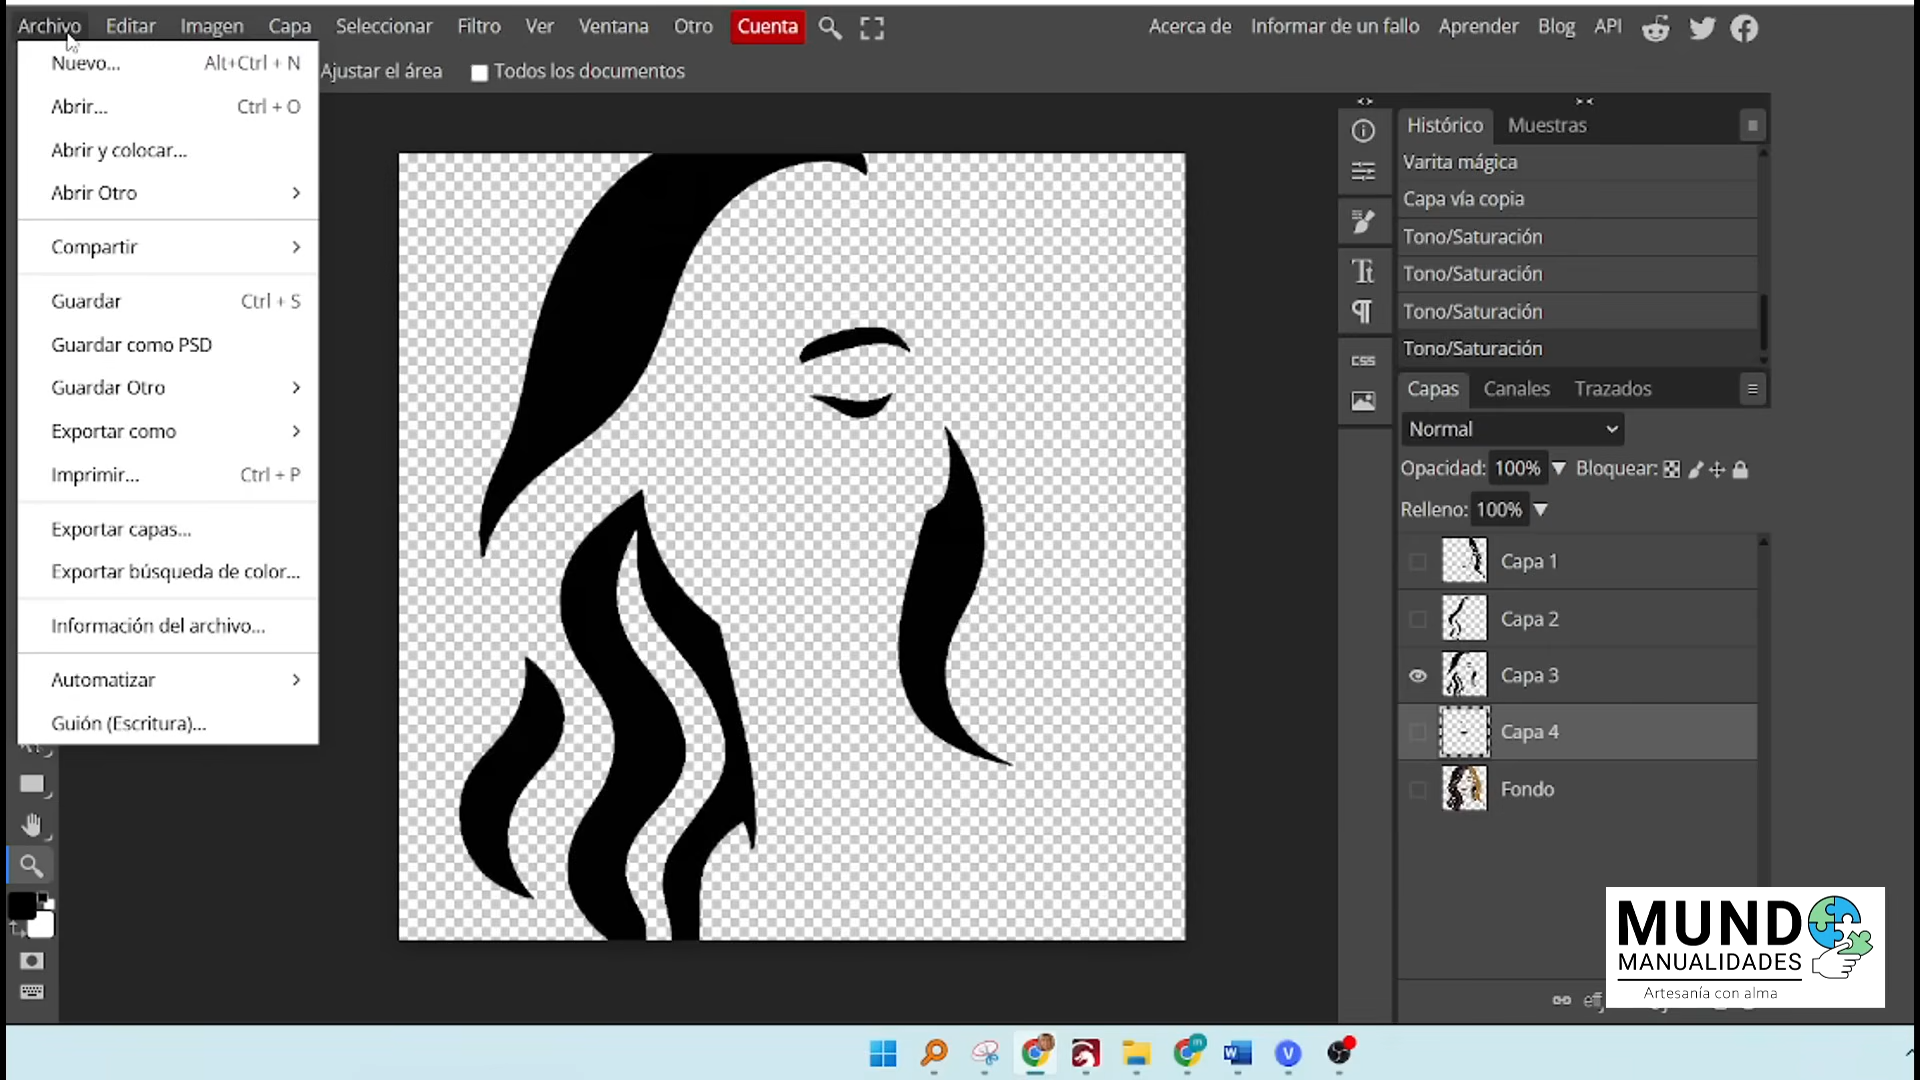 Archivo Editar Imagen Capa Seleccionar Filtro Ver Ventana Otro Cuenta Acerca de Informar de un fallo Aprender Blog API
Ajustar el área Todos los documentos
Nuevo... Alt+Ctrl + N
Abrir... Ctrl + O
Abrir y colocar...
Abrir Otro
Compartir
Guardar Ctrl + S
Guardar como PSD
Guardar Otro
Exportar como
Imprimir... Ctrl + P
Exportar capas...
Exportar búsqueda de color...
Información del archivo...
Automatizar
Guión (Escritura)...
Histórico Muestras
Varita mágica
Capa vía copia
Tono/Saturación
Tono/Saturación
Tono/Saturación
Tono/Saturación
CSS
Capas Canales Trazados
Normal
Opacidad: 100% Bloquear:
Relleno: 100%
Capa 1
Capa 2
Capa 3
Capa 4
Fondo
MUNDO
MANUALIDADES
Artesanía con alma